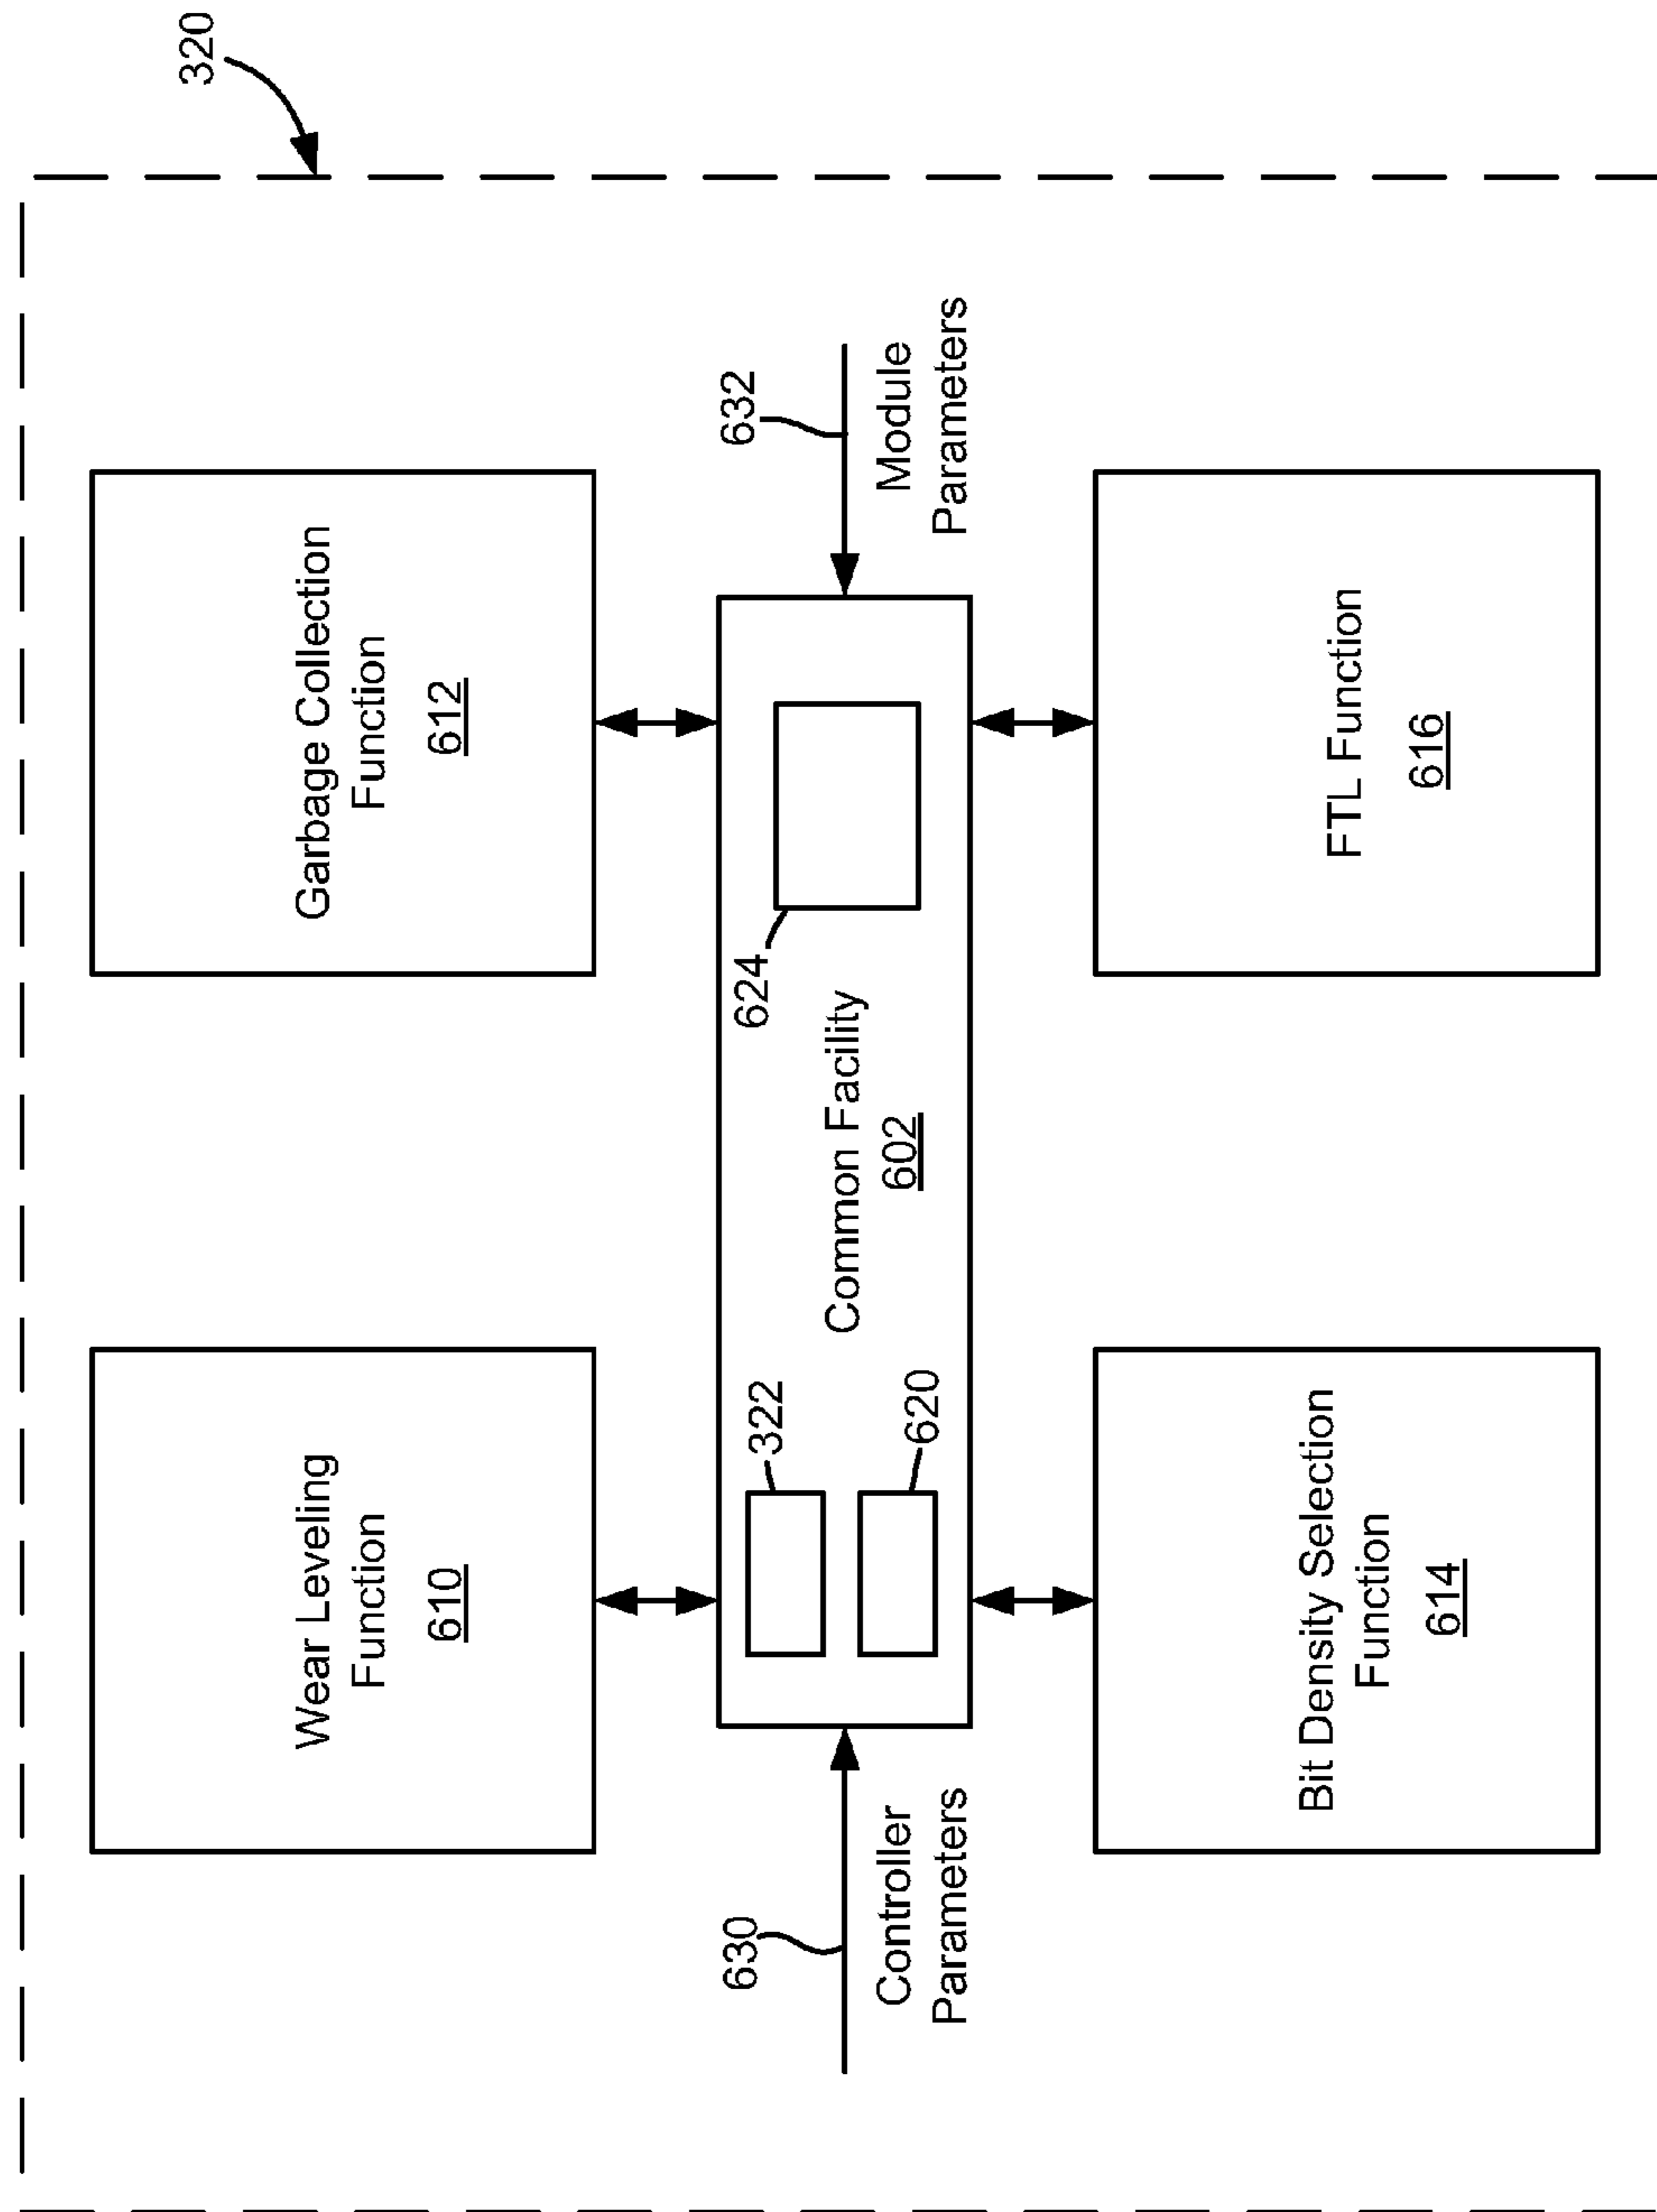 320
Wear Leveling
Function
610
Garbage Collection
Function
612
630
Controller
Parameters
322
620
Common Facility
602
624
632
Module
Parameters
Bit Density Selection
Function
614
FTL Function
616